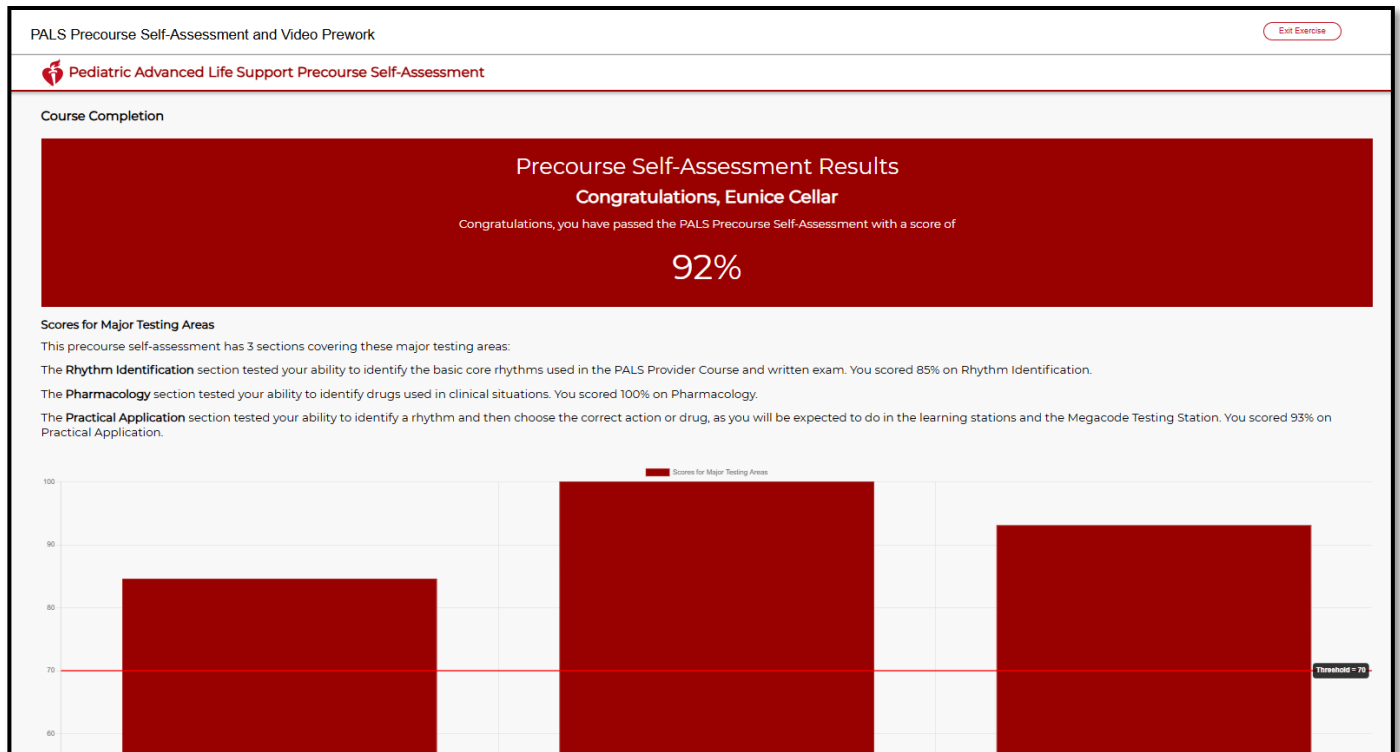 PALS Precourse Self-Assessment and Video Prework
Exit Exercise
Pediatric Advanced Life Support Precourse Self-Assessment
Course Completion
Precourse Self-Assessment Results
Congratulations, Eunice Cellar
Congratulations, you have passed the PALS Precourse Self-Assessment with a score of
92%
Scores for Major Testing Areas
This precourse self-assessment has 3 sections covering these major testing areas:
The Rhythm Identification section tested your ability to identify the basic core rhythms used in the PALS Provider Course and written exam. You scored 85% on Rhythm Identification.
The Pharmacology section tested your ability to identify drugs used in clinical situations. You scored 100% on Pharmacology.
The Practical Application section tested your ability to identify a rhythm and then choose the correct action or drug, as you will be expected to do in the learning stations and the Megacode Testing Station. You scored 93% on
Practical Application.
Scores for Major Testing Areas
100
90
80
70
Threshold = 70
60